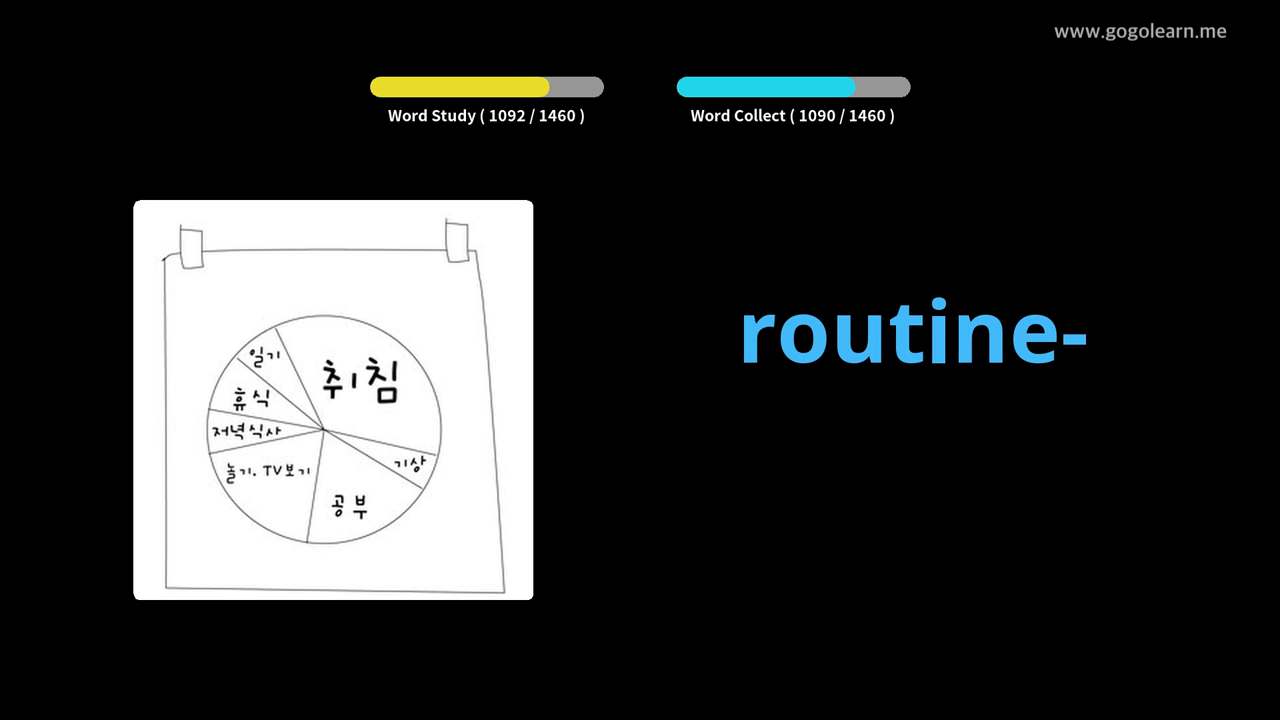 www.gogolearn.me
Word Study ( 1092 / 1460 )
Word Collect ( 1090 / 1460 )
일기
취침
휴식
저녁식사
놀기. TV보기
기상
공부
routine-